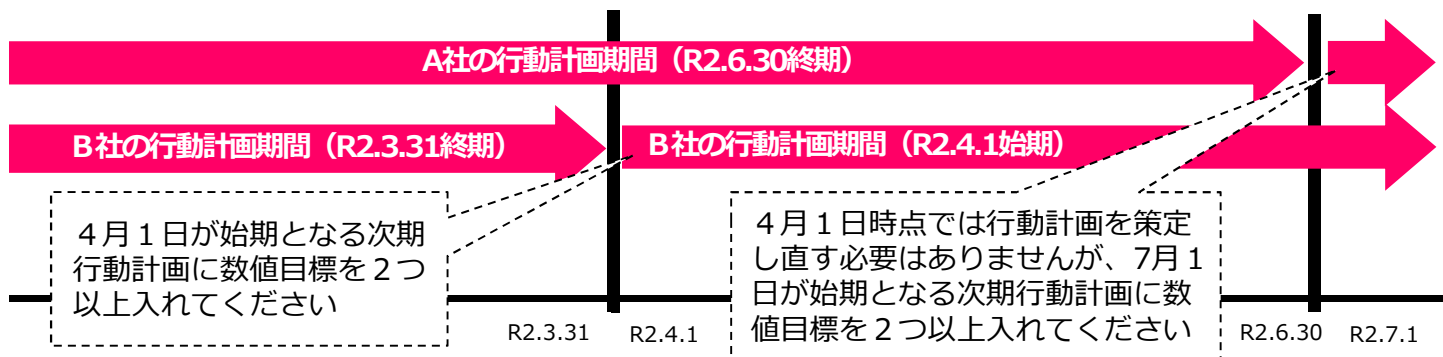 A社の行動計画期間（R2.6.30終期）
B社の行動計画期間（R2.3.31終期）
B社の行動計画期間（R2.4.1始期）
４月１日が始期となる次期
行動計画に数値目標を２つ
以上入れてください
４月１日時点では行動計画を策定
し直す必要はありませんが、7月１
日が始期となる次期行動計画に数
値目標を２つ以上入れてください
R2.3.31
R2.4.1
R2.6.30
R2.7.1